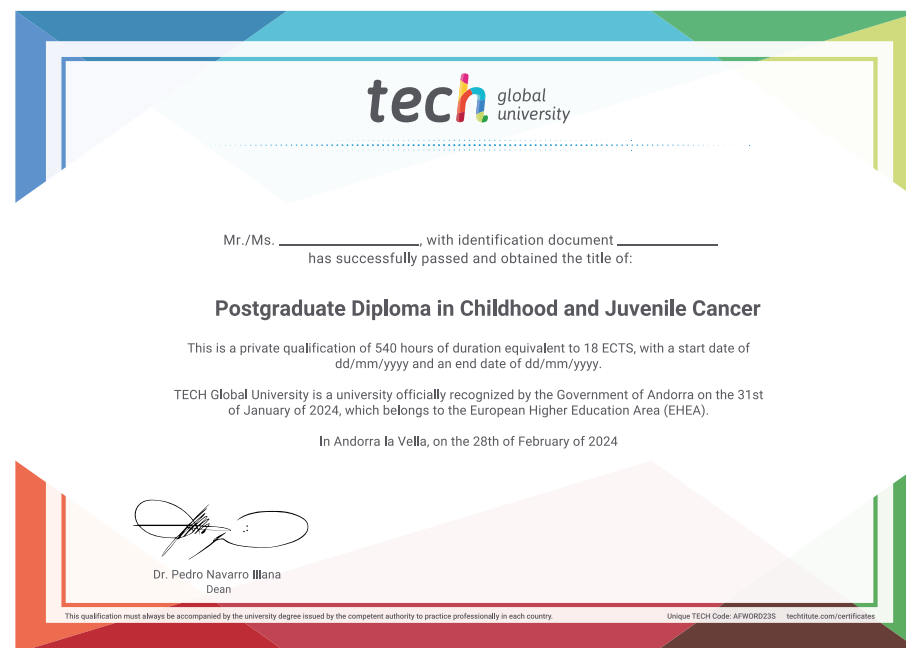 tech global
university
Mr./Ms. ____________, with identification document ____________
has successfully passed and obtained the title of:
Postgraduate Diploma in Childhood and Juvenile Cancer
This is a private qualification of 540 hours of duration equivalent to 18 ECTS, with a start date of
dd/mm/yyyy and an end date of dd/mm/yyyy.
TECH Global University is a university officially recognized by the Government of Andorra on the 31st
of January of 2024, which belongs to the European Higher Education Area (EHEA).
In Andorra la Vella, on the 28th of February of 2024
Dr. Pedro Navarro Illana
Dean
This qualification must always be accompanied by the university degree issued by the competent authority to practice professionally in each country. Unique TECH Code: AFWORD23S techtitute.com/certificates